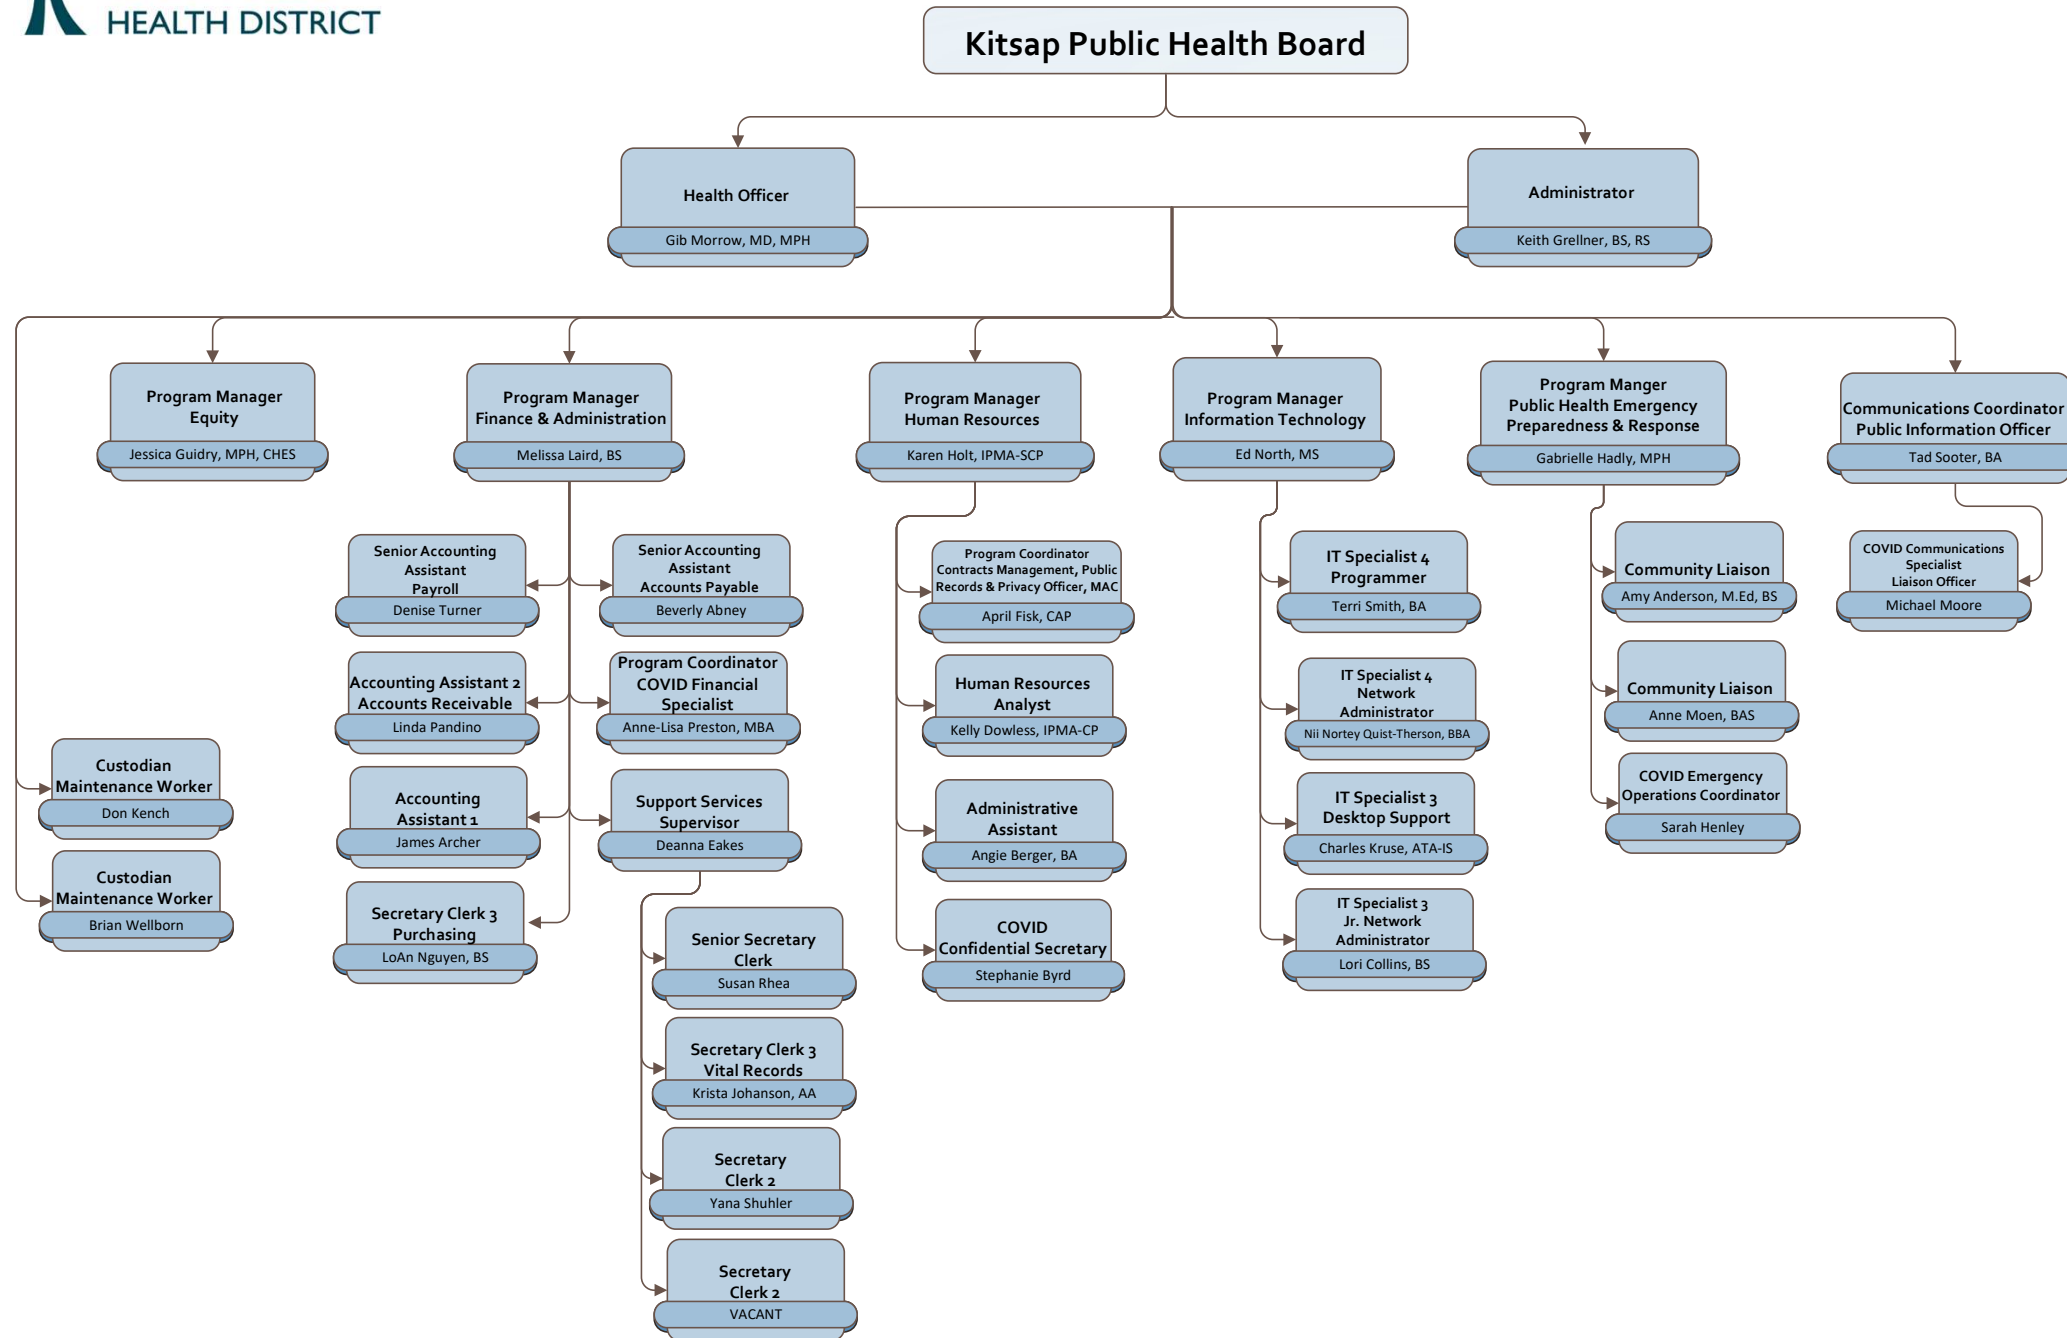 HEALTH DISTRICT
Kitsap Public Health Board
Health Officer
Gib Morrow, MD, MPH
Administrator
Keith Grellner, BS, RS
Program Manager
Equity
Jessica Guidry, MPH, CHES
Program Manager
Finance & Administration
Melissa Laird, BS
Program Manager
Human Resources
Karen Holt, IPMA-SCP
Program Manager
Information Technology
Ed North, MS
Program Manger
Public Health Emergency
Preparedness & Response
Gabrielle Hadly, MPH
Communications Coordinator
Public Information Officer
Tad Sooter, BA
Custodian
Maintenance Worker
Don Kench
Custodian
Maintenance Worker
Brian Wellborn
Senior Accounting
Assistant
Payroll
Denise Turner
Accounting Assistant 2
Accounts Receivable
Linda Pandino
Accounting
Assistant 1
James Archer
Secretary Clerk 3
Purchasing
LoAn Nguyen, BS
Senior Accounting
Assistant
Accounts Payable
Beverly Abney
Program Coordinator
COVID Financial
Specialist
Anne-Lisa Preston, MBA
Support Services
Supervisor
Deanna Eakes
Senior Secretary
Clerk
Susan Rhea
Secretary Clerk 3
Vital Records
Krista Johanson, AA
Secretary
Clerk 2
Yana Shuhler
Secretary
Clerk 2
VACANT
Program Coordinator
Contracts Management, Public
Records & Privacy Officer, MAC
April Fisk, CAP
Human Resources
Analyst
Kelly Dowless, IPMA-CP
Administrative
Assistant
Angie Berger, BA
COVID
Confidential Secretary
Stephanie Byrd
IT Specialist 4
Programmer
Terri Smith, BA
IT Specialist 4
Network
Administrator
Nii Nortey Quist-Therson, BBA
IT Specialist 3
Desktop Support
Charles Kruse, ATA-IS
IT Specialist 3
Jr. Network
Administrator
Lori Collins, BS
Community Liaison
Amy Anderson, M.Ed, BS
Community Liaison
Anne Moen, BAS
COVID Emergency
Operations Coordinator
Sarah Henley
COVID Communications
Specialist
Liaison Officer
Michael Moore